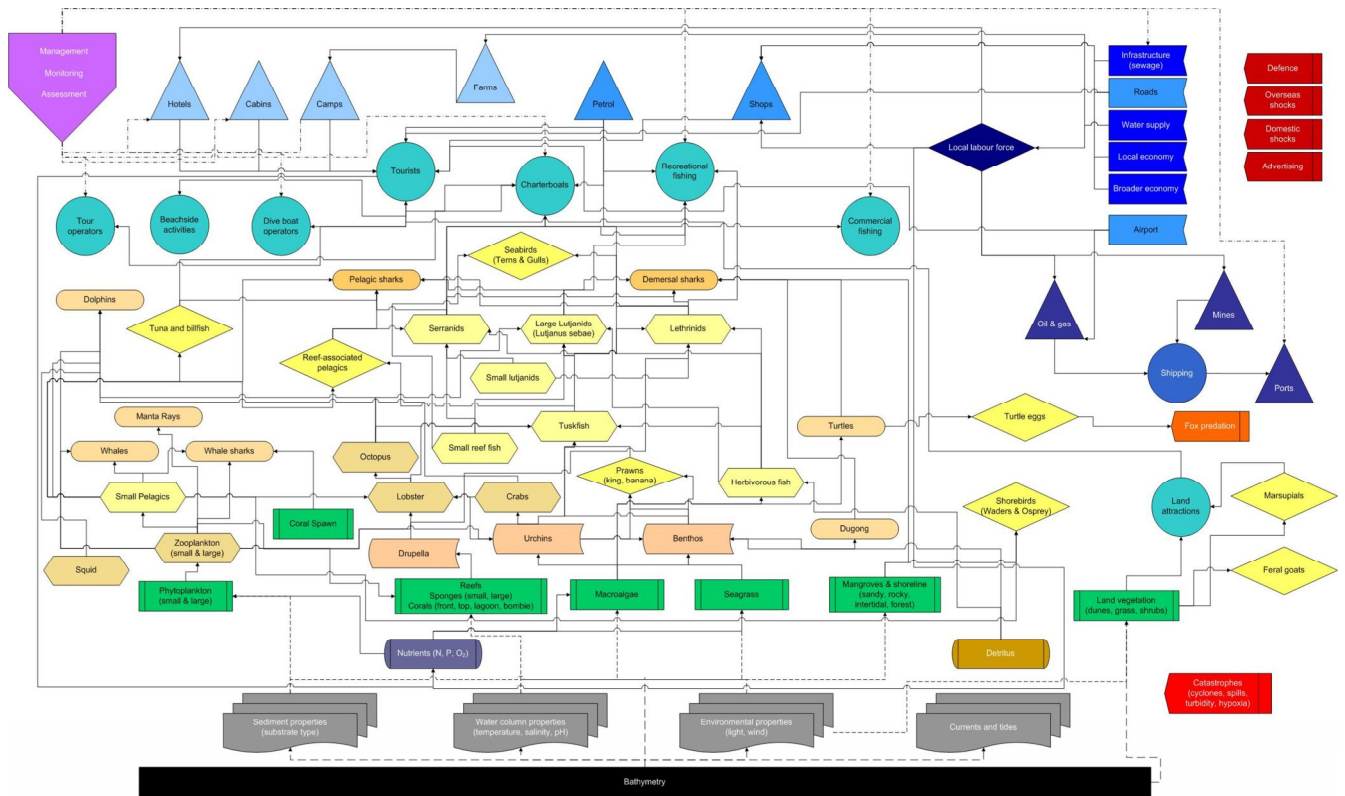 Management
Monitoring
Assessment
Hotels
Cabins
Camps
Farms
Petrol
Shops
Infrastructure
(sewage)
Roads
Water supply
Local economy
Broader economy
Airport
Defence
Overseas
shocks
Domestic
shocks
Advertising
Local labour force
Tourists
Charterboats
Recreational
fishing
Tour
operators
Beachside
activities
Dive boat
operators
Commercial
fishing
Seabirds
(Terns & Gulls)
Pelagic sharks
Demersal sharks
Dolphins
Tuna and billfish
Serranids
Large Lutjanids
(Lutjanus sebae)
Lethrinids
Oil & gas
Mines
Shipping
Ports
Reef-associated
pelagics
Small lutjanids
Manta Rays
Whales
Whale sharks
Octopus
Small reef fish
Tuskfish
Turtles
Turtle eggs
Fox predation
Small Pelagics
Lobster
Crabs
Prawns
(king, banana)
Herbivorous fish
Shorebirds
(Waders & Osprey)
Land
attractions
Marsupials
Coral Spawn
Zooplankton
(small & large)
Squid
Drupella
Urchins
Benthos
Dugong
Feral goats
Phytoplankton
(small & large)
Reefs
Sponges (small, large)
Corals (front, top, lagoon, bombie)
Macroalgae
Seagrass
Mangroves & shoreline
(sandy, rocky,
intertidal, forest)
Land vegetation
(dunes, grass, shrubs)
Nutrients (N, P, O₂)
Detritus
Catastrophes
(cyclones, spills,
turbidity, hypoxia)
Sediment properties
(substrate type)
Water column properties
(temperature, salinity, pH)
Environmental properties
(light, wind)
Currents and tides
Bathymetry